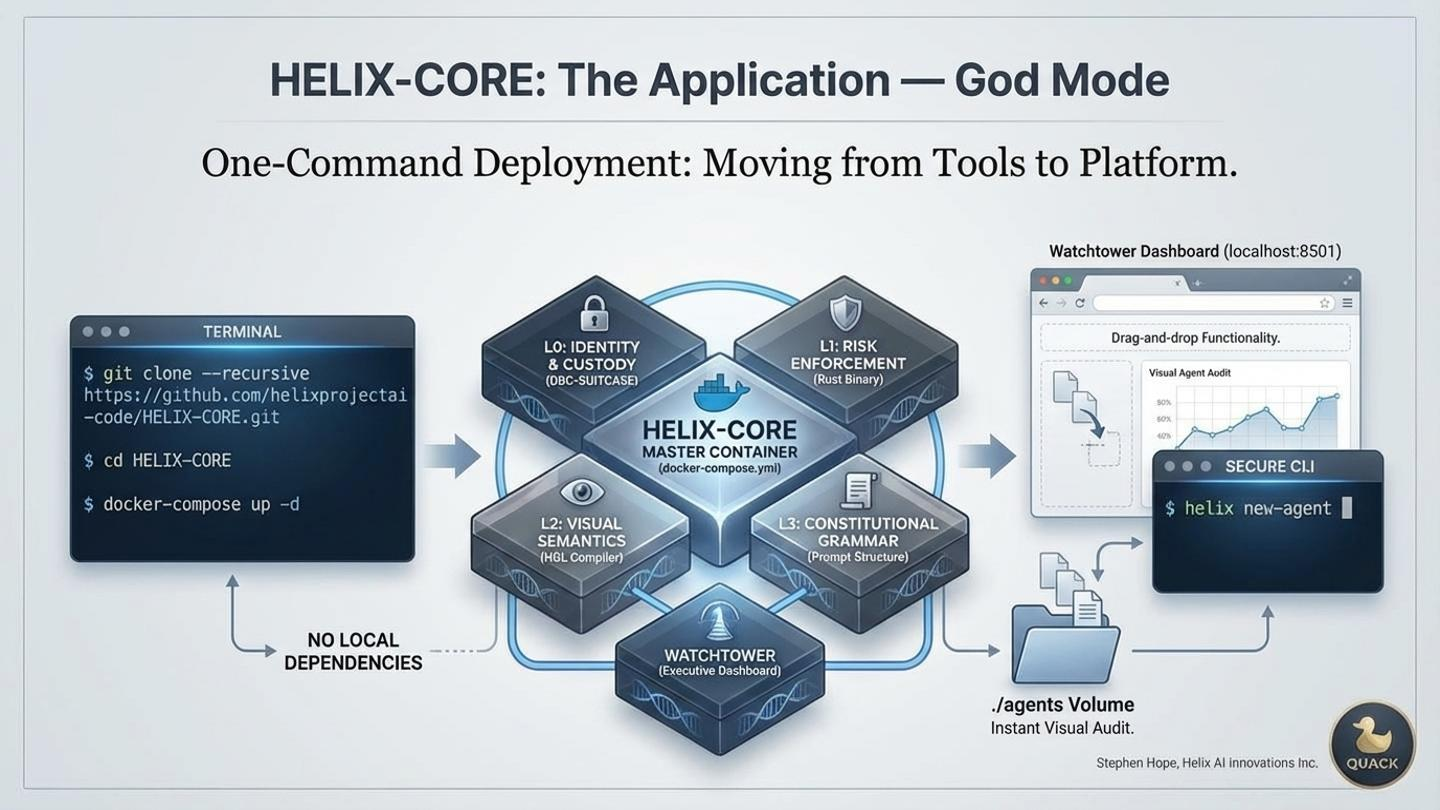 HELIX-CORE: The Application — God Mode
One-Command Deployment: Moving from Tools to Platform.
TERMINAL
$ git clone --recursive
https://github.com/helixprojectai
-code/HELIX-CORE.git
$ cd HELIX-CORE
$ docker-compose up -d
NO LOCAL
DEPENDENCIES
L0: IDENTITY
& CUSTODY
(DBC-SUITCASE)
L1: RISK
ENFORCEMENT
(Rust Binary)
HELIX-CORE
MASTER CONTAINER
(docker-compose.yml)
L2: VISUAL
SEMANTICS
(HGL Compiler)
L3: CONSTITUTIONAL
GRAMMAR
(Prompt Structure)
WATCHTOWER
(Executive Dashboard)
Watchtower Dashboard (localhost:8501)
Drag-and-drop Functionality.
Visual Agent Audit
80%
60%
40%
SECURE CLI
$ helix new-agent
./agents Volume
Instant Visual Audit.
Stephen Hope, Helix AI innovations Inc.
QUACK